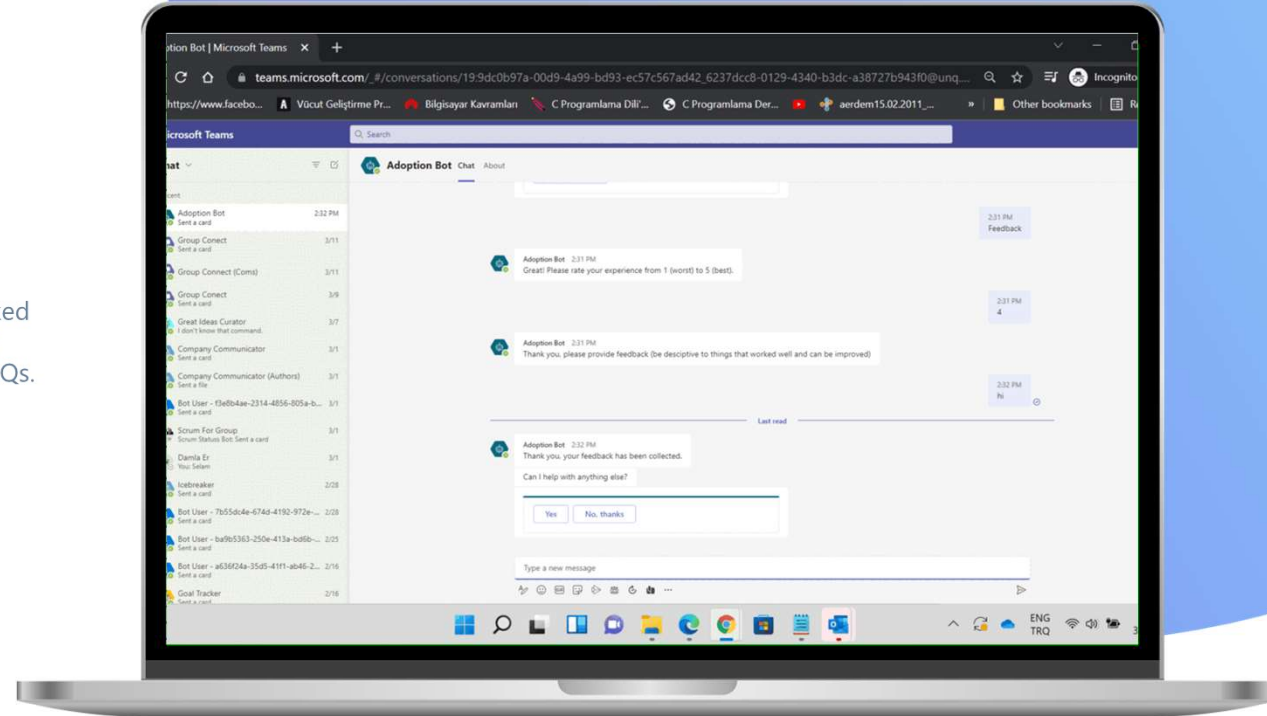 ption Bot | Microsoft Teams
teams.microsoft.com/_#/conversations/19:9dc0b97a-00d9-4a99-bd93-ec57c567ad42_6237dcc8-0129-4340-b3dc-a38727b943f0@unq...
Incognito
https://www.facebo... Vücut Geliştirme Pr... Bilgisayar Kavramları C Programlama Dili'... C Programlama Der... aerdem15.02.2011_... » Other bookmarks
icrosoft Teams
Search
hat
Adoption Bot Chat About
cent
Adoption Bot 2:32 PM
Sent a card
Group Conect 3/11
Sent a card
Group Connect (Coms) 3/11
Group Conect 3/9
Sent a card
Great Ideas Curator 3/7
I don't know that command.
Company Communicator 3/1
Sent a card
Company Communicator (Authors) 3/1
Sent a file
Bot User - f3e8b4ae-2314-4856-805a-b... 3/1
Sent a card
Scrum For Group 3/1
Scrum Statuss Bot: Sent a card
Damla Er 3/1
You: Selam
Icebreaker 2/28
Sent a card
Bot User - 7b55dc4e-674d-4192-972e-... 2/28
Sent a card
Bot User - ba9b5363-250e-413a-bd6b-... 2/25
Sent a card
Bot User - a636f24a-35d5-41f1-ab46-2... 2/16
Sent a card
Goal Tracker 2/16
Sent a card
2:31 PM
Feedback
Adoption Bot 2:31 PM
Great! Please rate your experience from 1 (worst) to 5 (best).
2:31 PM
4
Adoption Bot 2:31 PM
Thank you, please provide feedback (be desciptive to things that worked well and can be improved)
2:32 PM
hi
Last read
Adoption Bot 2:32 PM
Thank you, your feedback has been collected.
Can I help with anything else?
Yes No, thanks
Type a new message
ENG
TRQ
ed
Qs.